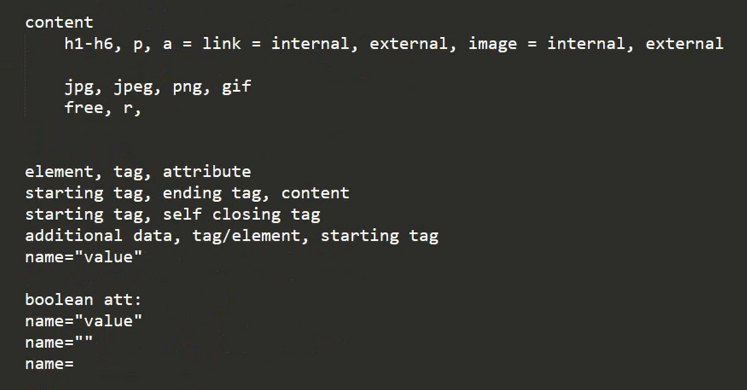 content
h1-h6, p, a = link = internal, external, image = internal, external
jpg, jpeg, png, gif
free, r,
element, tag, attribute
starting tag, ending tag, content
starting tag, self closing tag
additional data, tag/element, starting tag
name="value"
boolean att:
name="value"
name=""
name=